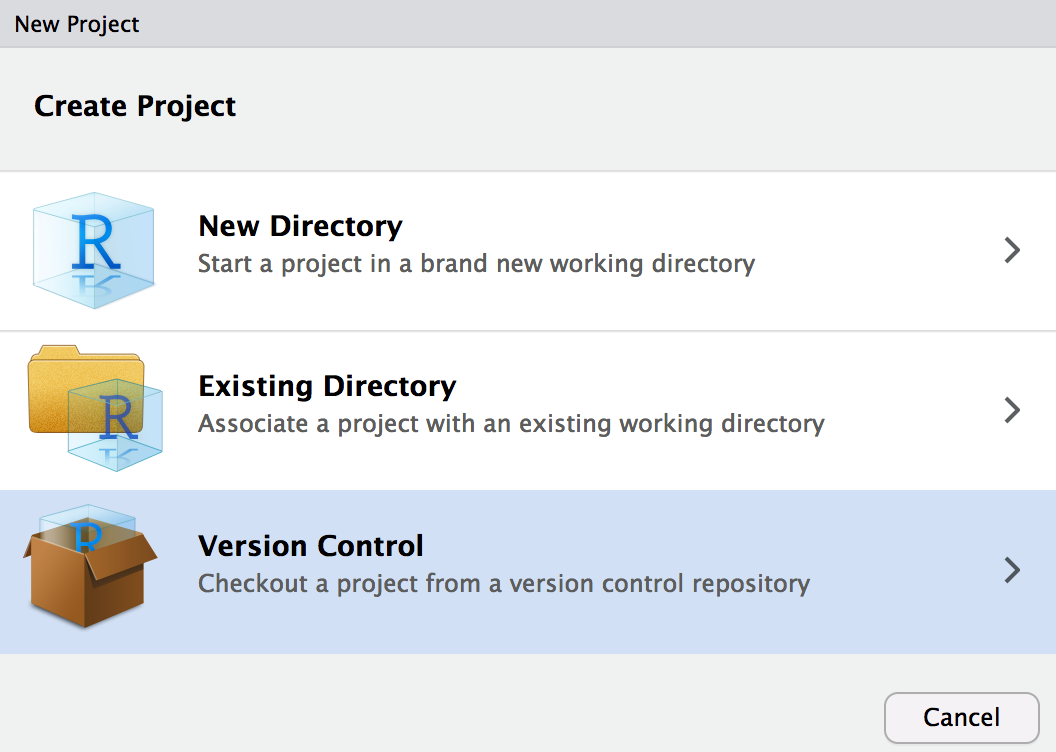 New Project
Create Project
R
New Directory
Start a project in a brand new working directory
R
Existing Directory
Associate a project with an existing working directory
R
Version Control
Checkout a project from a version control repository
Cancel